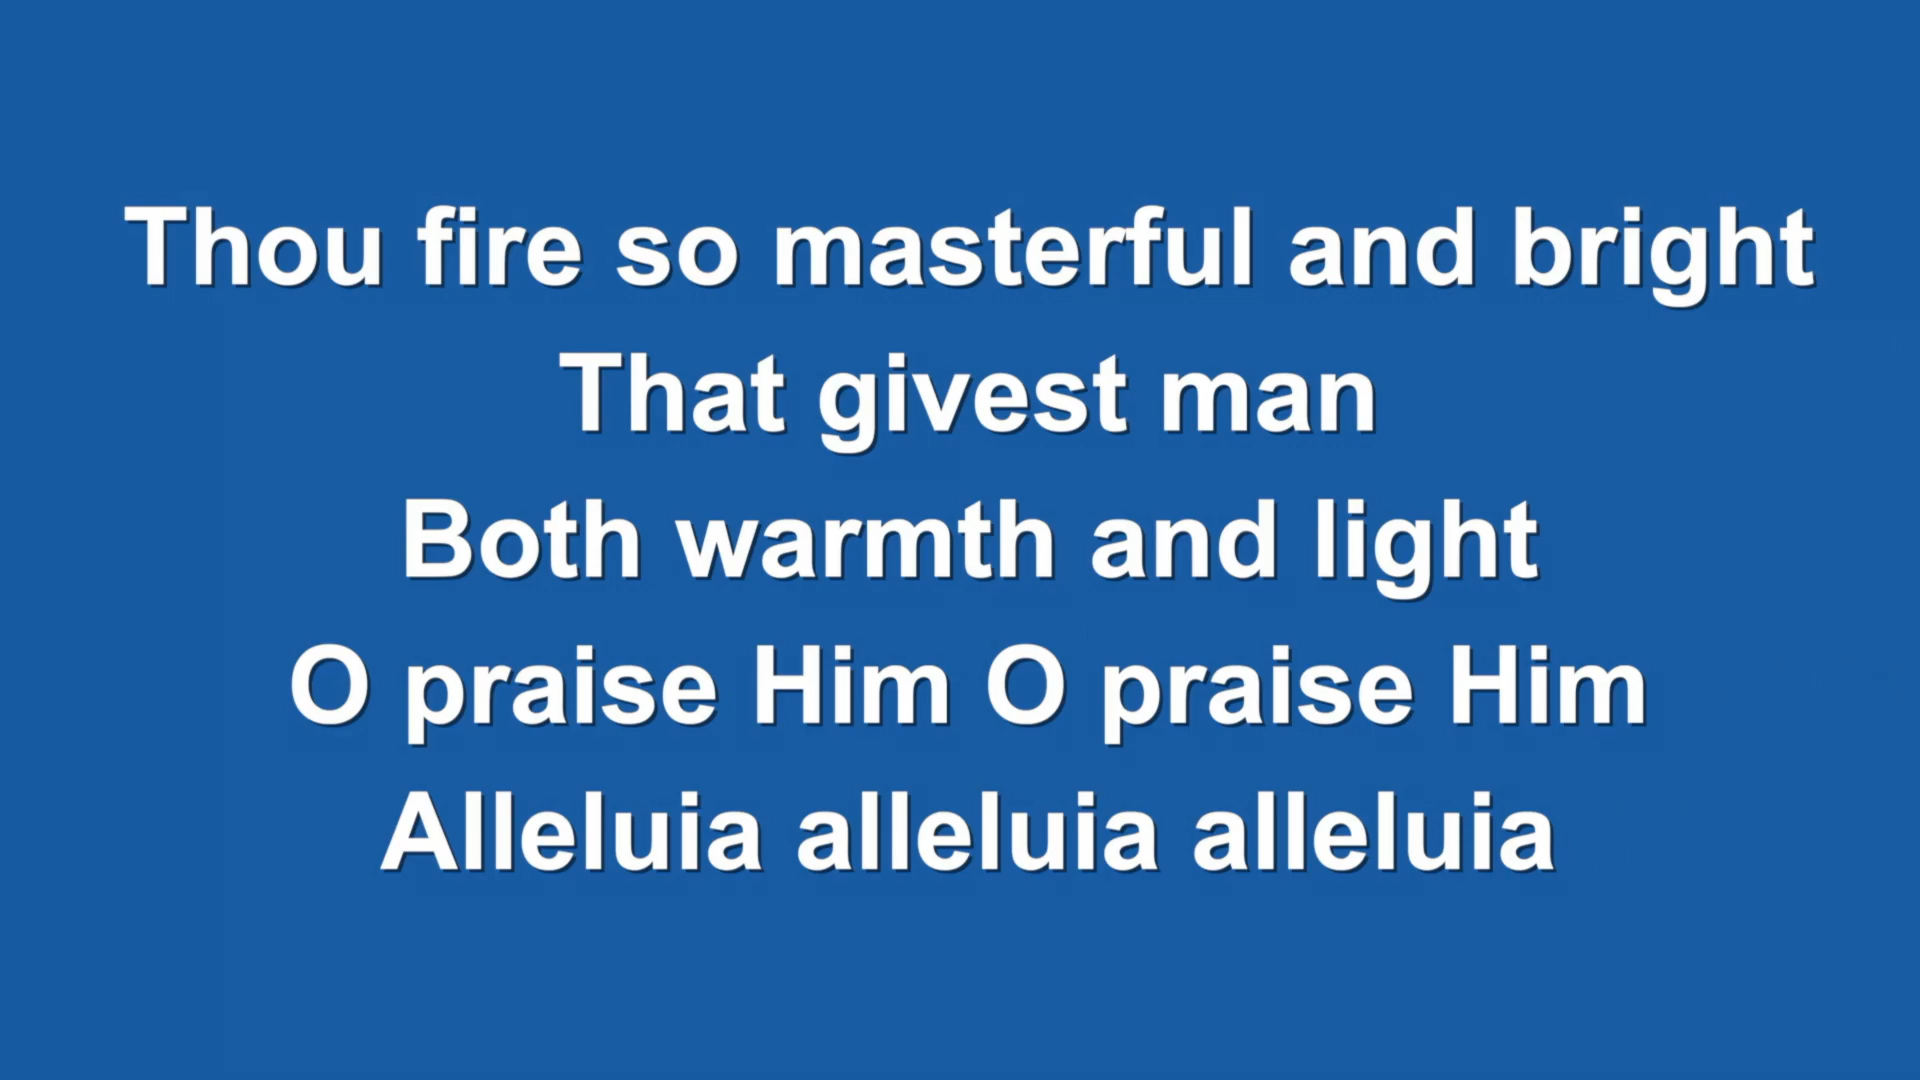 Thou fire so masterful and bright
That givest man
Both warmth and light
O praise Him O praise Him
Alleluia alleluia alleluia